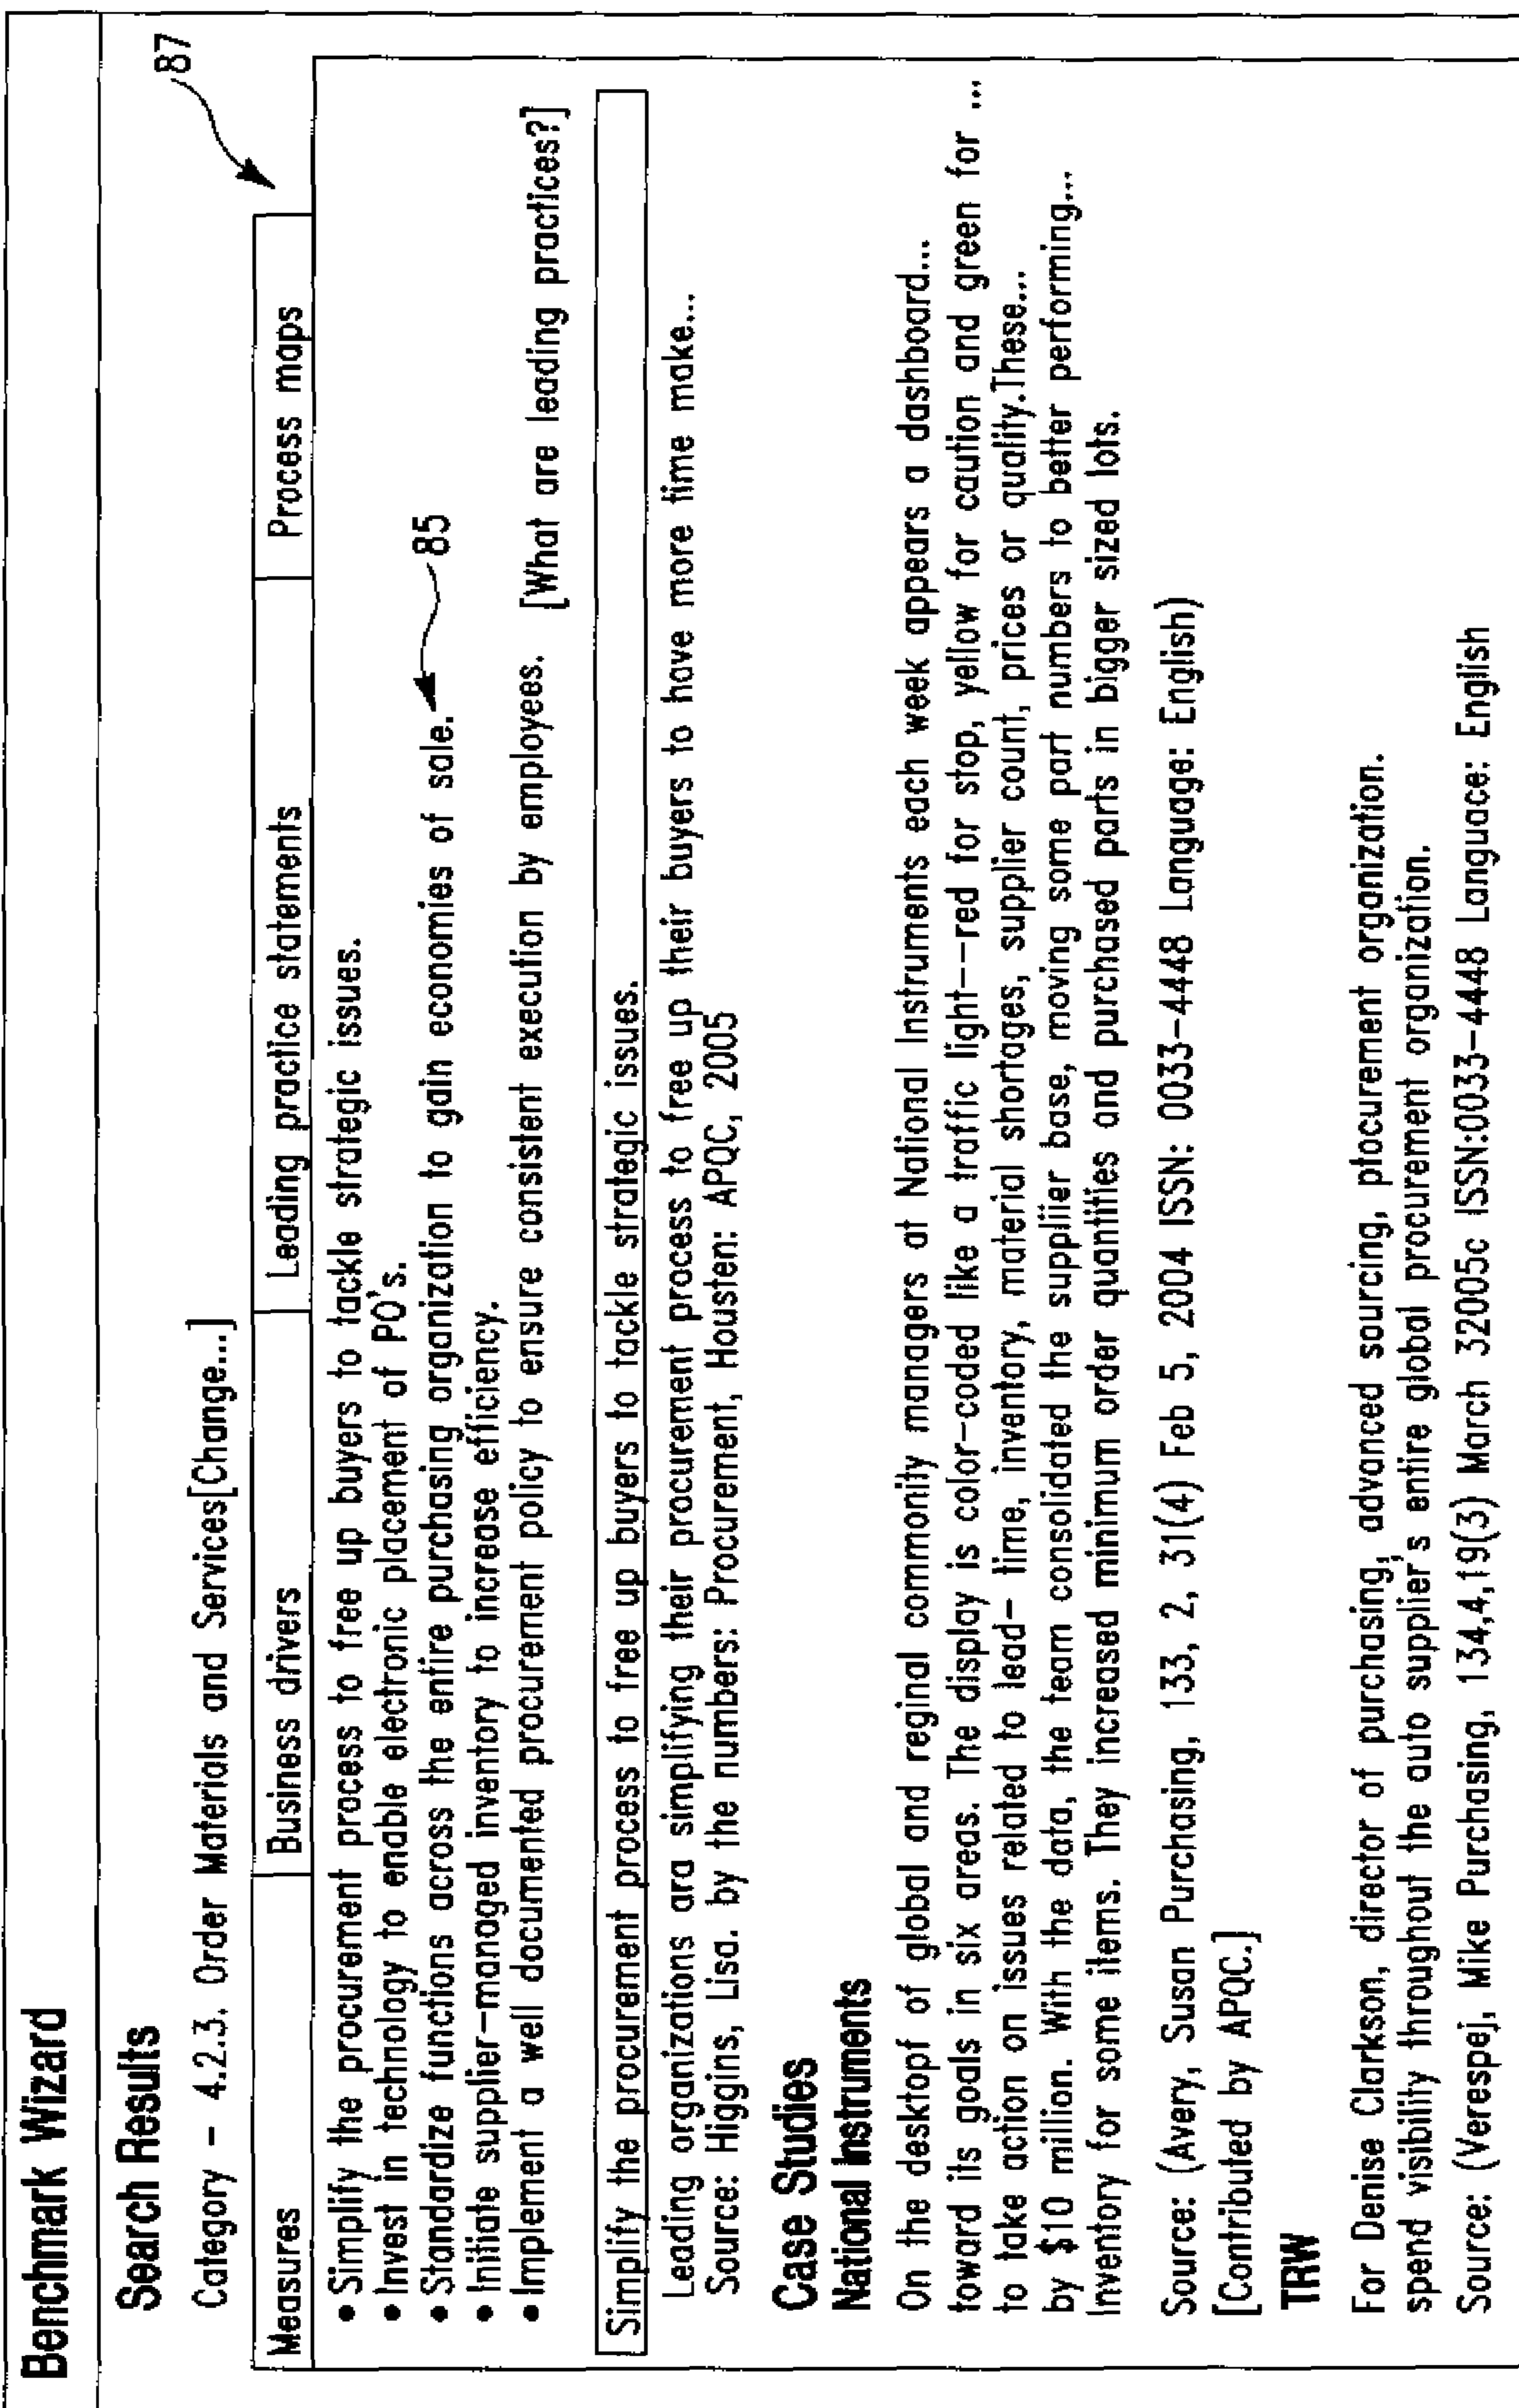 Benchmark Wizard
Search Results
Category - 4.2.3. Order Materials and Services[Change...]
87
Measures
Business drivers
Leading practice statements
Process maps
• Simplify the procurement process to free up buyers to tackle strategic issues.
• Invest in technology to enable electronic placement of PO's.
• Standardize functions across the entire purchasing organization to gain economies of sale.
85
• Initiate supplier-managed inventory to increase efficiency.
• Implement a well documented procurement policy to ensure consistent execution by employees. [What are leading practices?]
Simplify the procurement process to free up buyers to tackle strategic issues.
Leading organizations ara simplifying their procurement process to free up their buyers to have more time make...
Source: Higgins, Lisa. by the numbers: Procurement, Housten: APQC, 2005
Case Studies
National Instruments
On the desktopf of global and reginal commonity managers at National Instruments each week appears a dashboard...
toward its goals in six areas. The display is color-coded like a traffic light--red for stop, yellow for caution and green for ...
to take action on issues related to lead- time, inventory, material shortages, supplier count, prices or quality.These...
by $10 million. With the data, the team consolidated the supplier base, moving some part numbers to better performing...
Inventory for some items. They increased minimum order quantities and purchased parts in bigger sized lots.
Source: (Avery, Susan Purchasing, 133, 2, 31(4) Feb 5, 2004 ISSN: 0033-4448 Language: English)
[Contributed by APQC.]
TRW
For Denise Clarkson, director of purchasing, advanced sourcing, ptocurement organization.
spend visibility throughout the auto supplier's entire global procurement organization.
Source: (Verespej, Mike Purchasing, 134,4,19(3) March 32005c ISSN:0033-4448 Languace: English